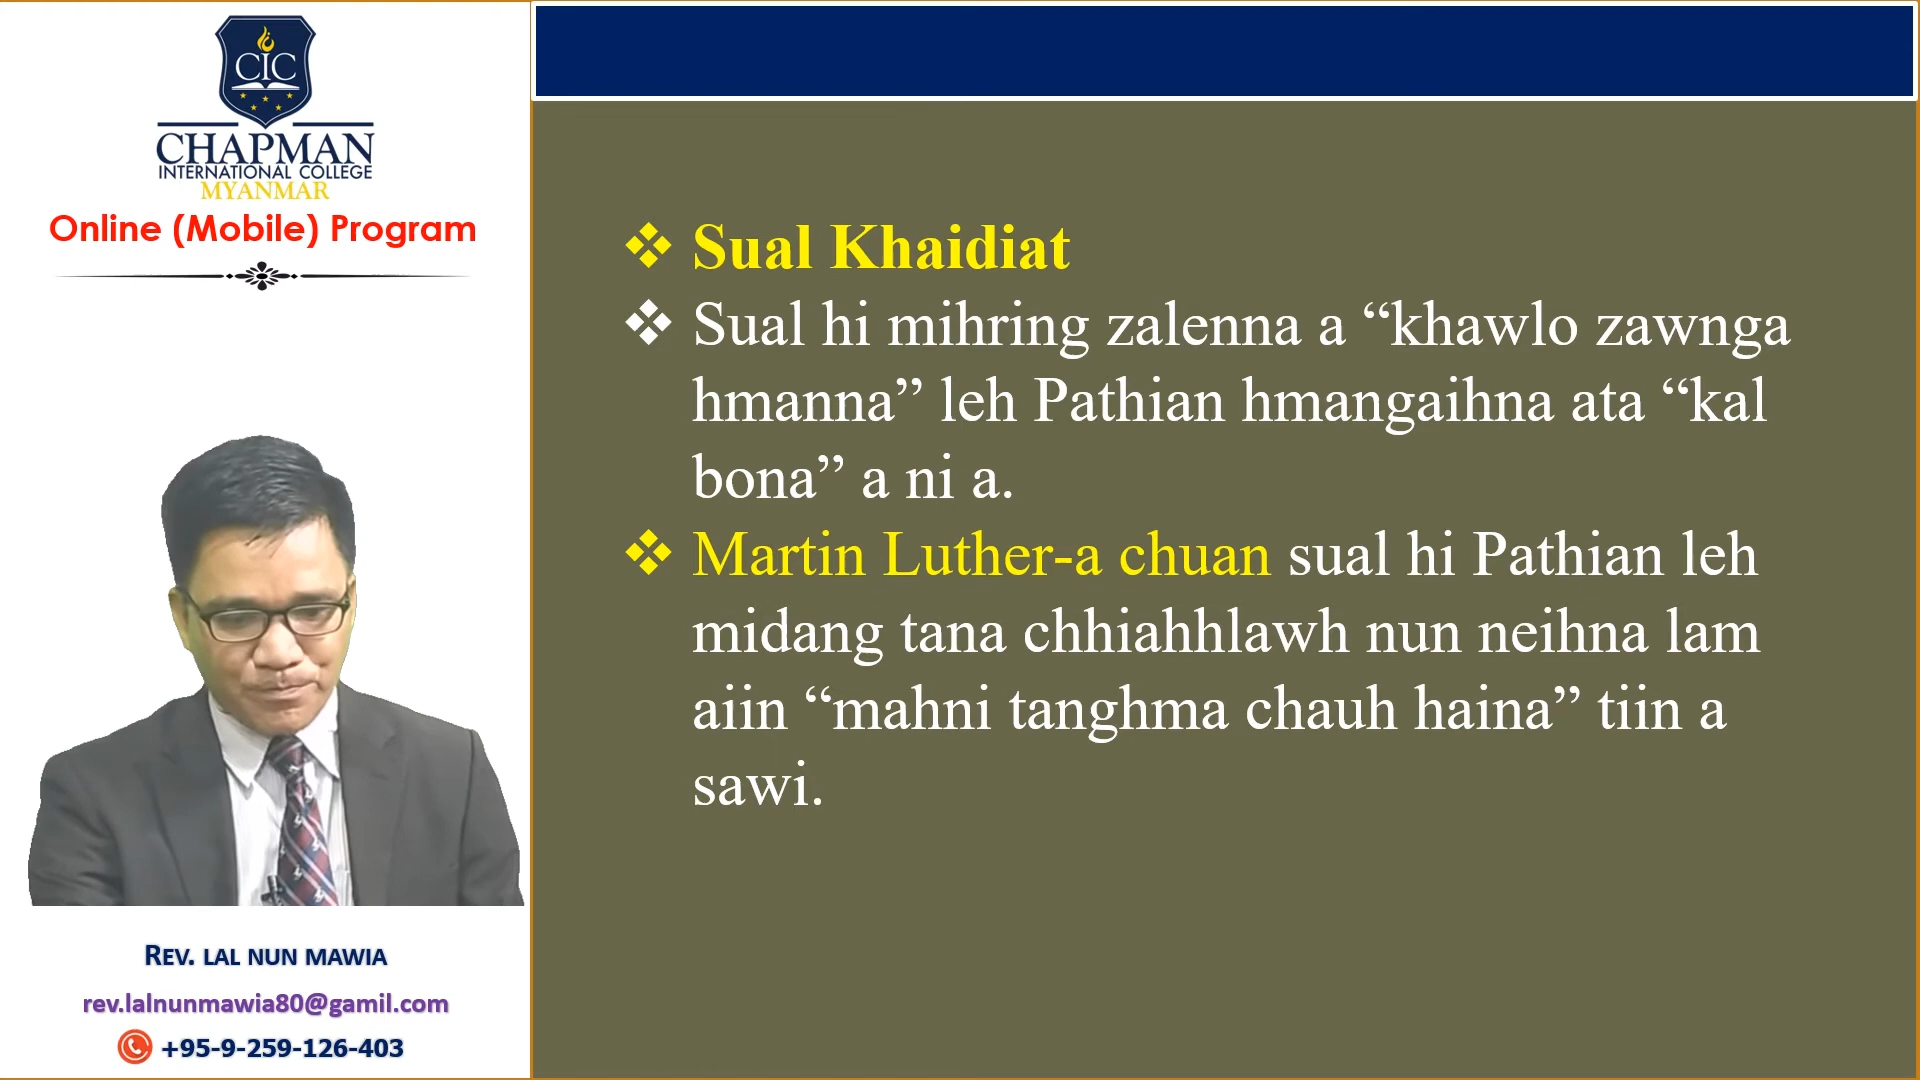 CIC
CHAPMAN
INTERNATIONAL COLLEGE
MYANMAR
Online (Mobile) Program
REV. LAL NUN MAWIA
rev.lalnunmawia80@gamil.com
+95-9-259-126-403
❖ Sual Khaidiat
❖ Sual hi mihring zalenna a “khawlo zawnga
hmanna” leh Pathian hmangaihna ata “kal
bona” a ni a.
❖ Martin Luther-a chuan sual hi Pathian leh
midang tana chhiahhlawh nun neihna lam
aiin “mahni tanghma chauh haina” tiin a
sawi.